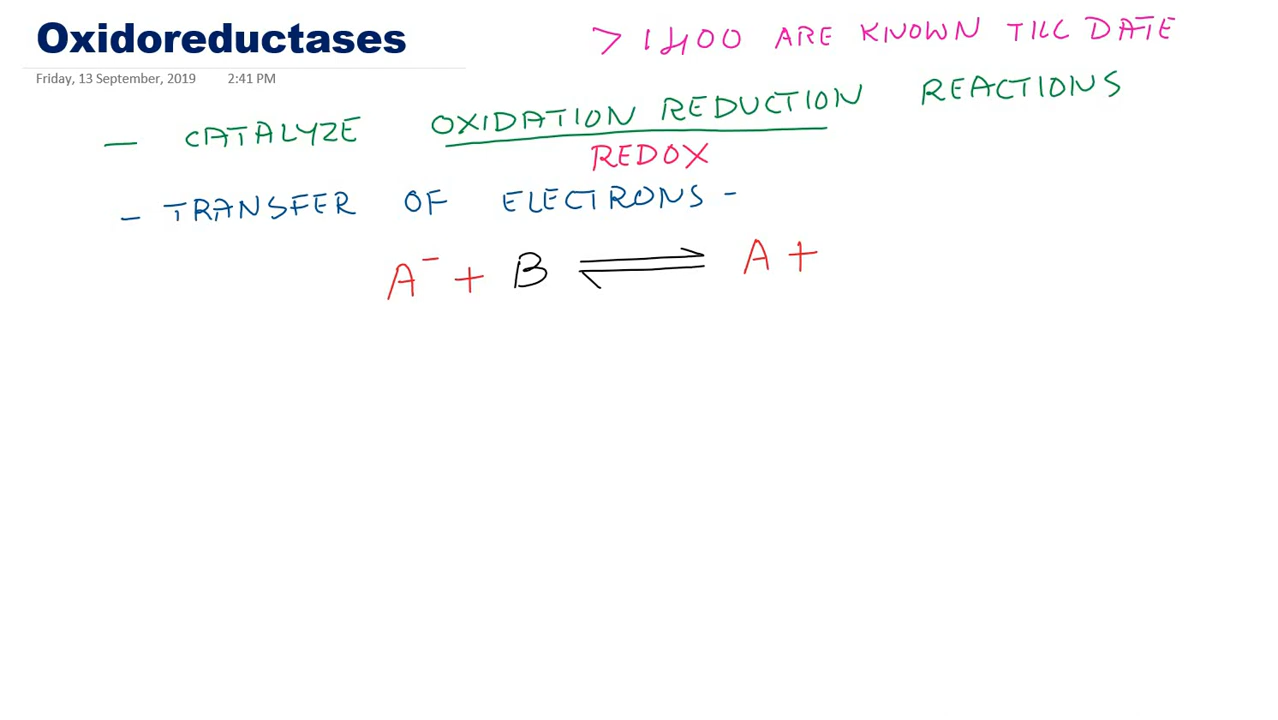 Oxidoreductases
> 1400 ARE KNOWN TILL DATE
Friday, 13 September, 2019 2:41 PM
— CATALYZE OXIDATION REDUCTION REACTIONS
REDOX
- TRANSFER OF ELECTRONS -
A⁻ + B ⇌ A +